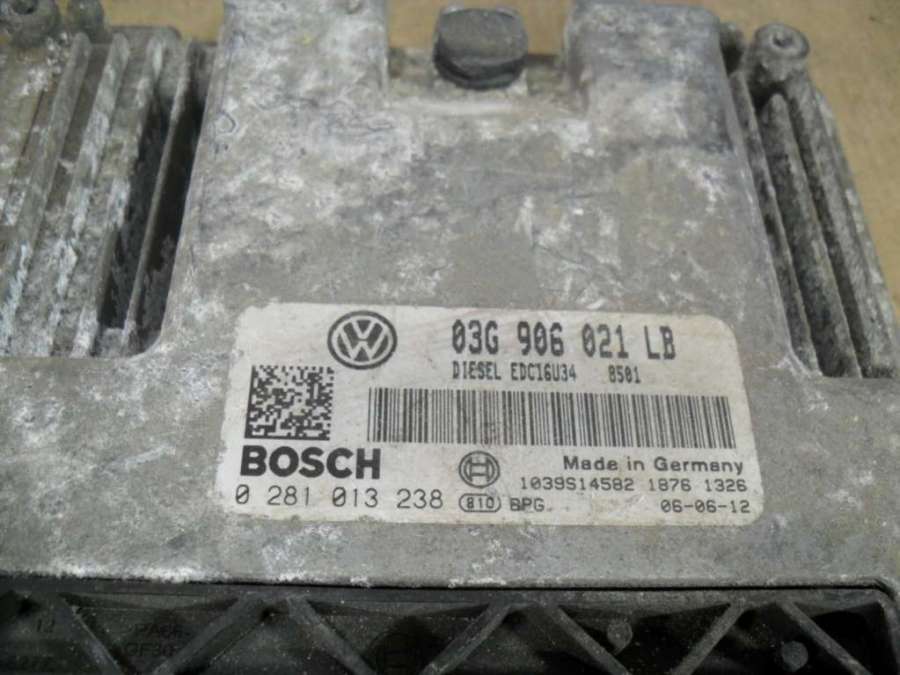 03G 906 021 LB
DIESEL EDC16U34 8501
BOSCH
Made in Germany
1039S14582 1876 1326
0 281 013 238 810 BPG 06-06-12